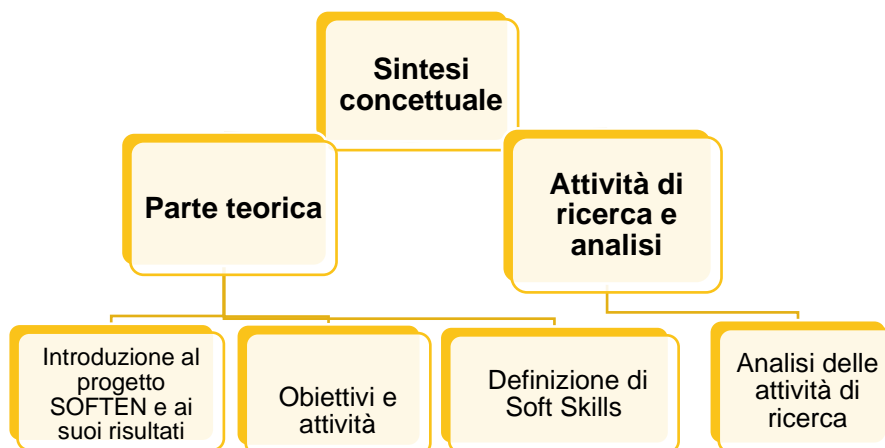 Sintesi
concettuale
Parte teorica
Attività di
ricerca e
analisi
Introduzione al
progetto
SOFTEN e ai
suoi risultati
Obiettivi e
attività
Definizione di
Soft Skills
Analisi delle
attività di
ricerca